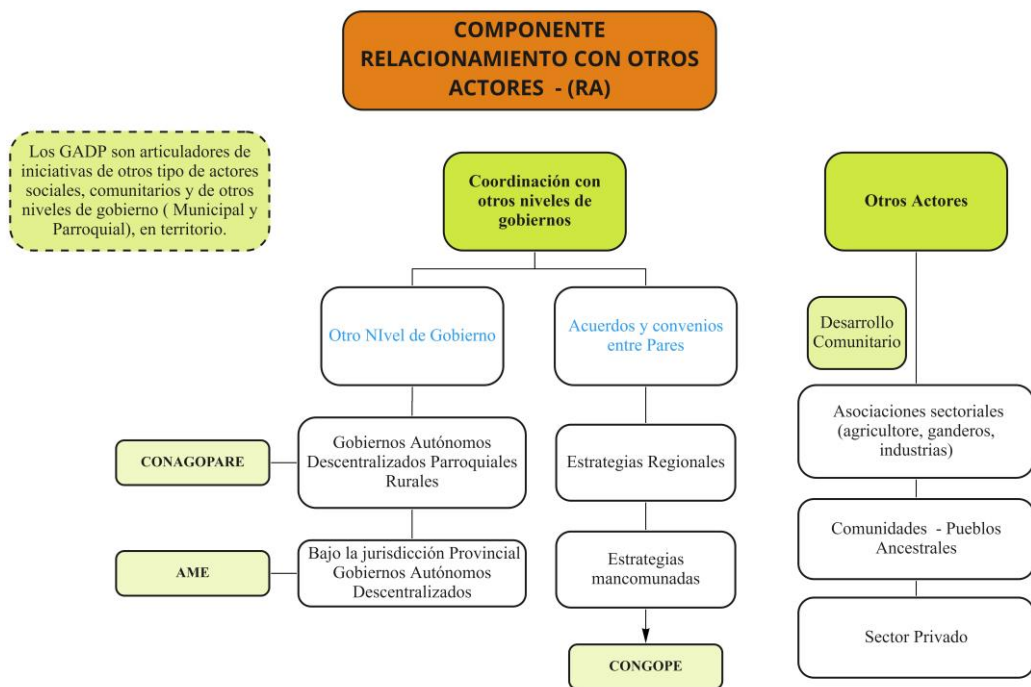 COMPONENTE
RELACIONAMIENTO CON OTROS
ACTORES - (RA)
Los GADP son articuladores de
iniciativas de otros tipo de actores
sociales, comunitarios y de otros
niveles de gobierno ( Municipal y
Parroquial), en territorio.
Coordinación con
otros niveles de
gobiernos
Otros Actores
Otro NIvel de Gobierno
Acuerdos y convenios
entre Pares
Desarrollo
Comunitario
CONAGOPARE
Gobiernos Autónomos
Descentralizados Parroquiales
Rurales
Estrategias Regionales
Asociaciones sectoriales
(agricultore, ganderos,
industrias)
AME
Bajo la jurisdicción Provincial
Gobiernos Autónomos
Descentralizados
Estrategias
mancomunadas
Comunidades - Pueblos
Ancestrales
CONGOPE
Sector Privado